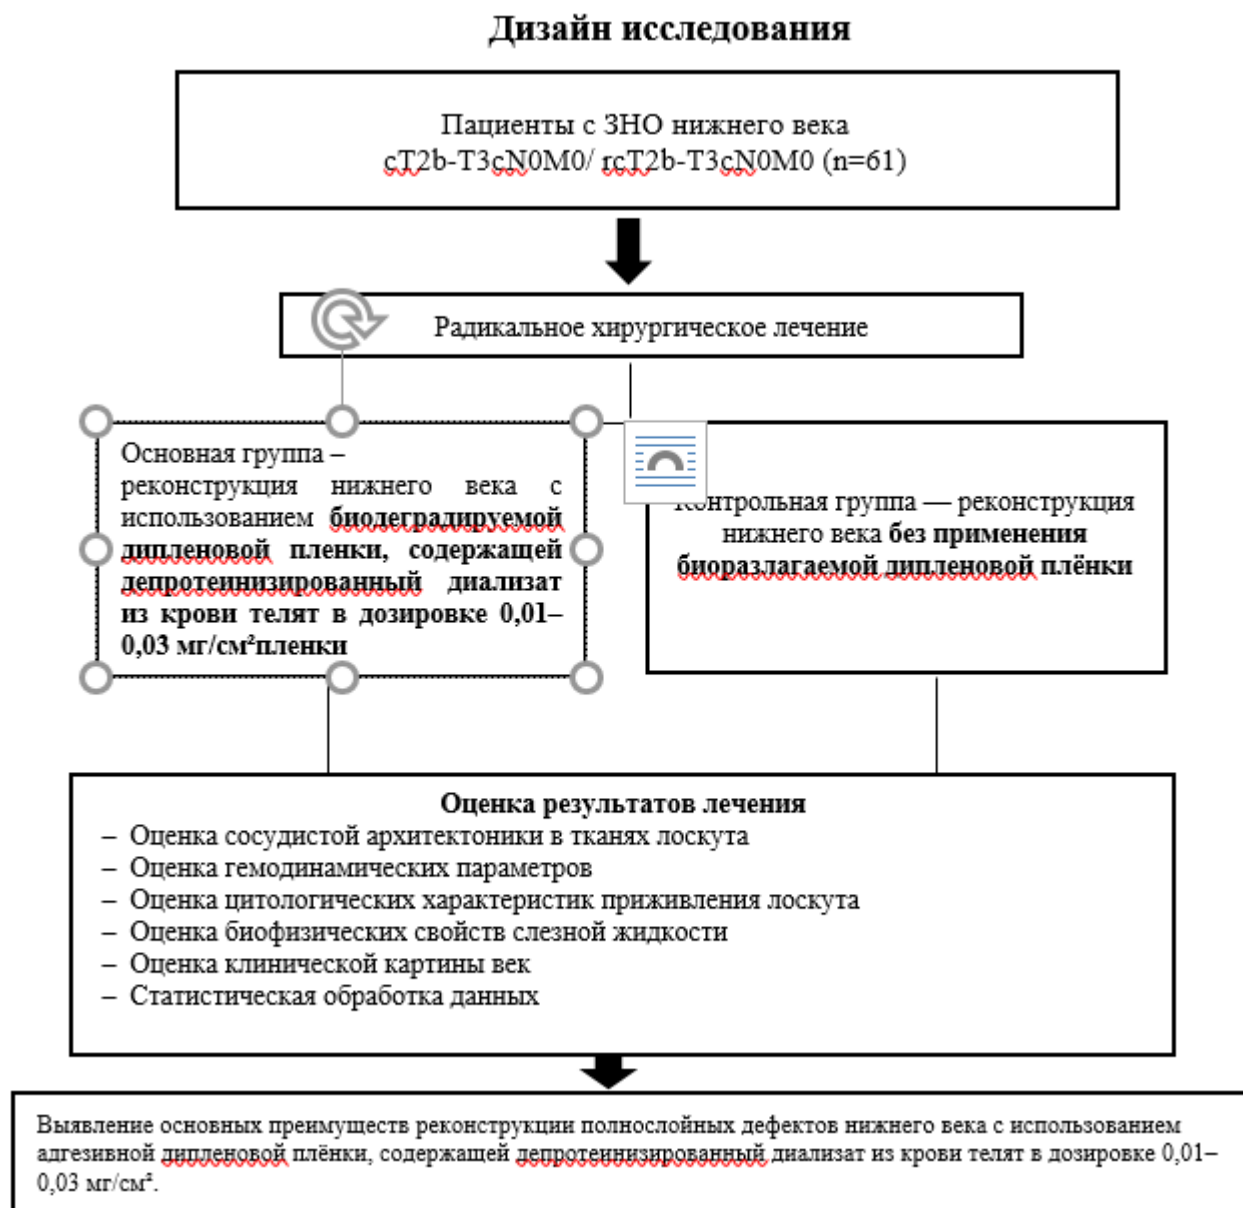 Дизайн исследования
Пациенты с ЗНО нижнего века
cT2b-T3cN0M0/ rcT2b-T3cN0M0 (n=61)
Радикальное хирургическое лечение
Основная группа –
реконструкция нижнего века с
использованием биодеградируемой
дипленовой пленки, содержащей
депротеинизированный диализат
из крови телят в дозировке 0,01–
0,03 мг/см²пленки
Контрольная группа — реконструкция
нижнего века без применения
биоразлагаемой дипленовой плёнки
Оценка результатов лечения
– Оценка сосудистой архитектоники в тканях лоскута
– Оценка гемодинамических параметров
– Оценка цитологических характеристик приживления лоскута
– Оценка биофизических свойств слезной жидкости
– Оценка клинической картины век
– Статистическая обработка данных
Выявление основных преимуществ реконструкции полнослойных дефектов нижнего века с использованием
адгезивной дипленовой плёнки, содержащей депротеинизированный диализат из крови телят в дозировке 0,01–
0,03 мг/см².